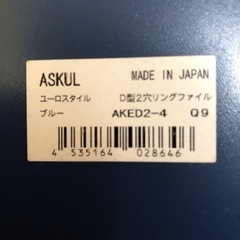 ASKUL MADE IN JAPAN
ユーロスタイル D型2穴リングファイル
ブルー AKED2-4 Q9
4 535164 028646